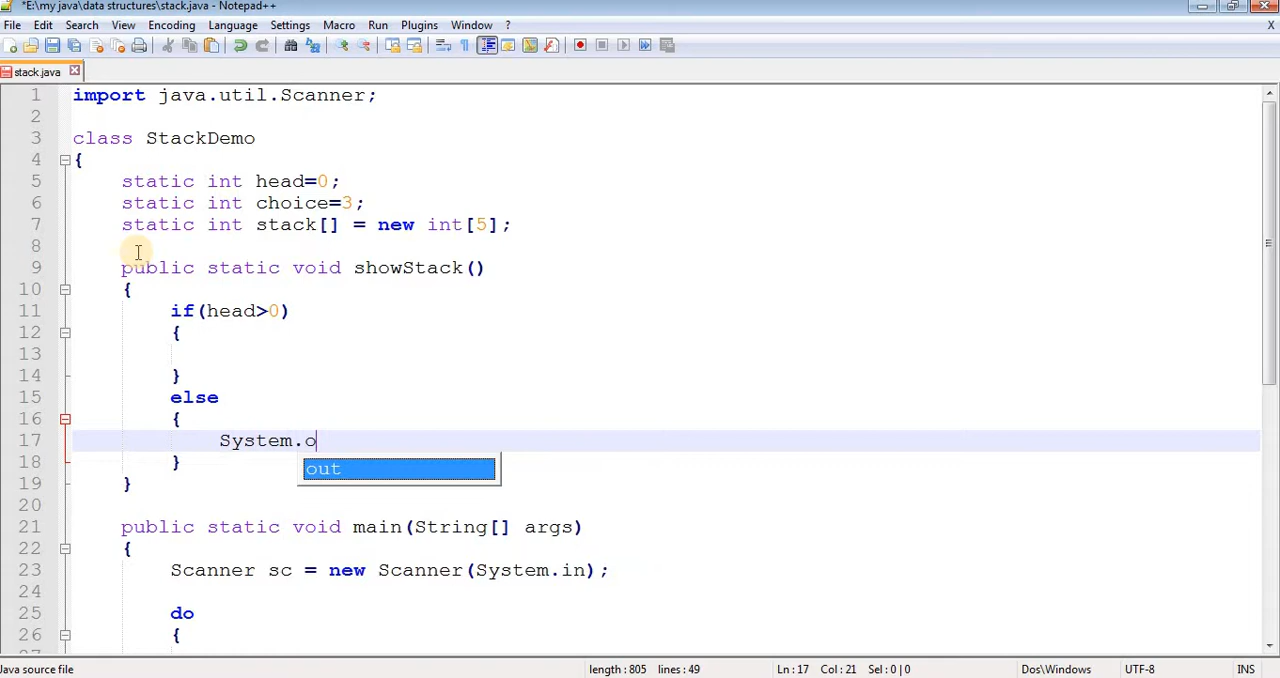 *E:\my java\data structures\stack.java - Notepad++
File Edit Search View Encoding Language Settings Macro Run Plugins Window ? X
stack.java
1 import java.util.Scanner;
2
3 class StackDemo
4 {
5 static int head=0;
6 static int choice=3;
7 static int stack[] = new int[5];
8
9 public static void showStack()
10 {
11 if(head>0)
12 {
13
14 }
15 else
16 {
17 System.o
out
18 }
19 }
20
21 public static void main(String[] args)
22 {
23 Scanner sc = new Scanner(System.in);
24
25 do
26 {
Java source file length : 805 lines : 49 Ln : 17 Col : 21 Sel : 0 | 0 Dos\Windows UTF-8 INS